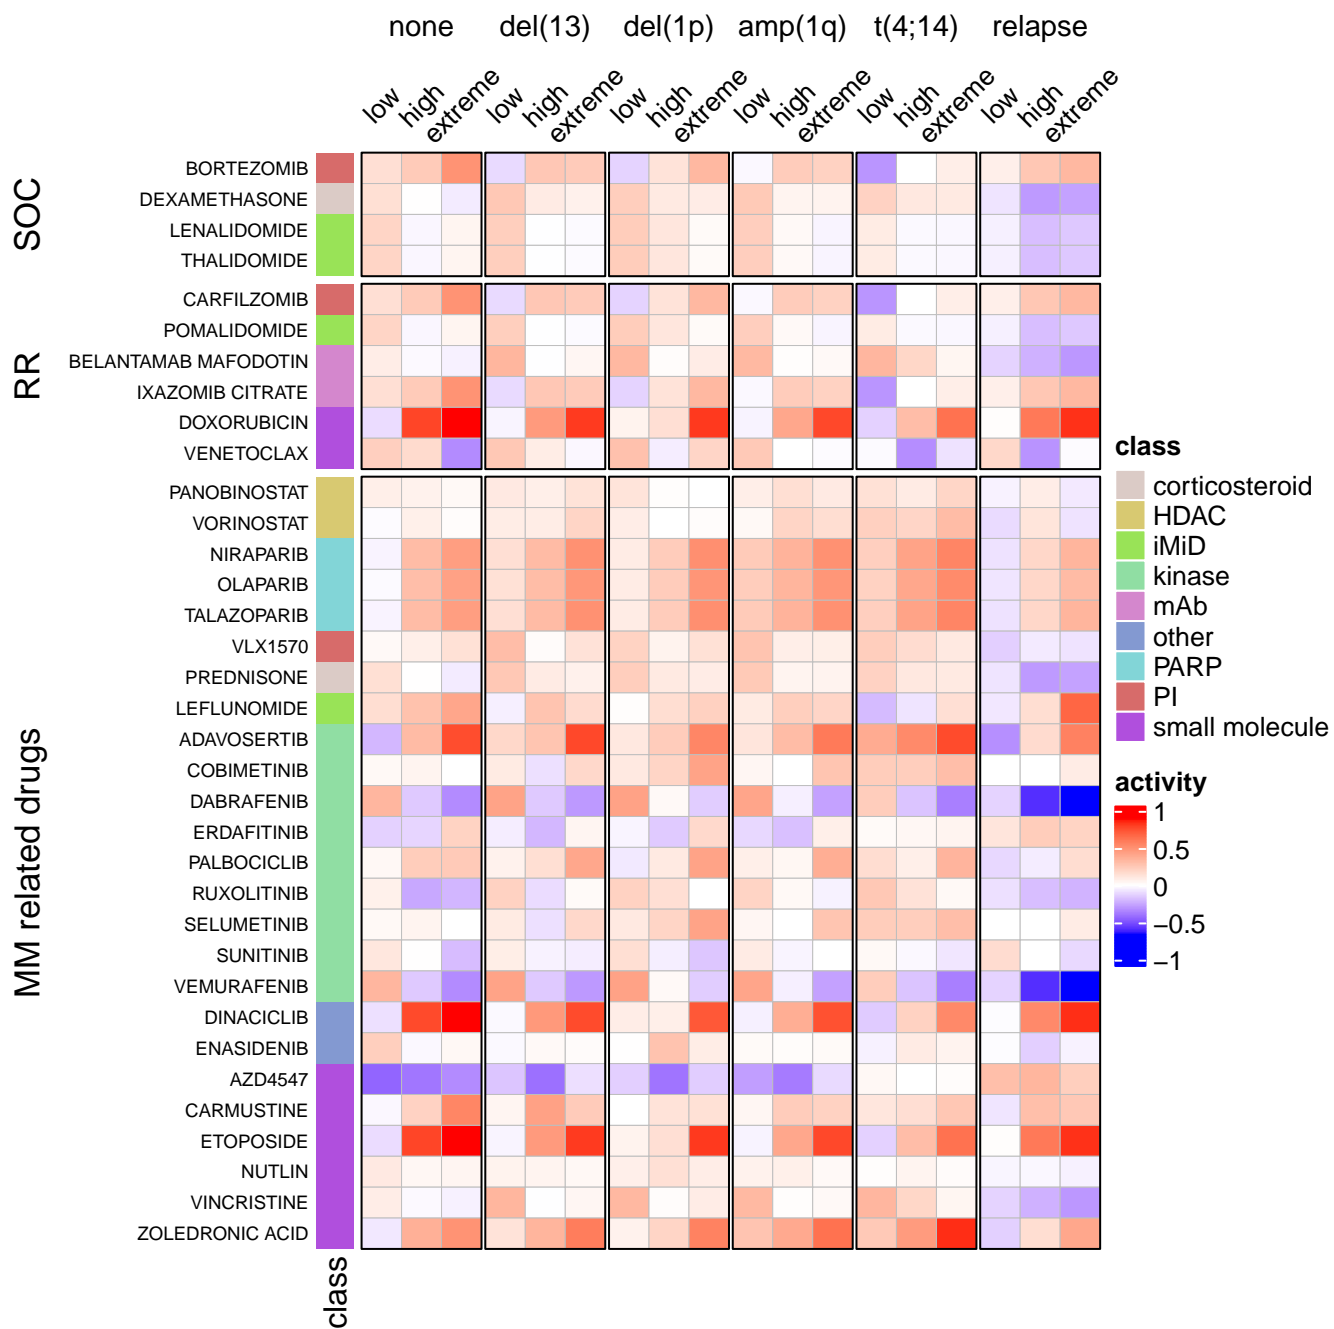 none del(13) del(1p) amp(1q) t(4;14) relapse
low high extreme low high extreme low high extreme low high extreme low high extreme low high extreme
SOC
BORTEZOMIB
DEXAMETHASONE
LENALIDOMIDE
THALIDOMIDE
RR
CARFILZOMIB
POMALIDOMIDE
BELANTAMAB MAFODOTIN
IXAZOMIB CITRATE
DOXORUBICIN
VENETOCLAX
MM related drugs
PANOBINOSTAT
VORINOSTAT
NIRAPARIB
OLAPARIB
TALAZOPARIB
VLX1570
PREDNISONE
LEFLUNOMIDE
ADAVOSERTIB
COBIMETINIB
DABRAFENIB
ERDAFITINIB
PALBOCICLIB
RUXOLITINIB
SELUMETINIB
SUNITINIB
VEMURAFENIB
DINACICLIB
ENASIDENIB
AZD4547
CARMUSTINE
ETOPOSIDE
NUTLIN
VINCRISTINE
ZOLEDRONIC ACID
class
class
corticosteroid
HDAC
iMiD
kinase
mAb
other
PARP
PI
small molecule
activity
1
0.5
0
−0.5
−1